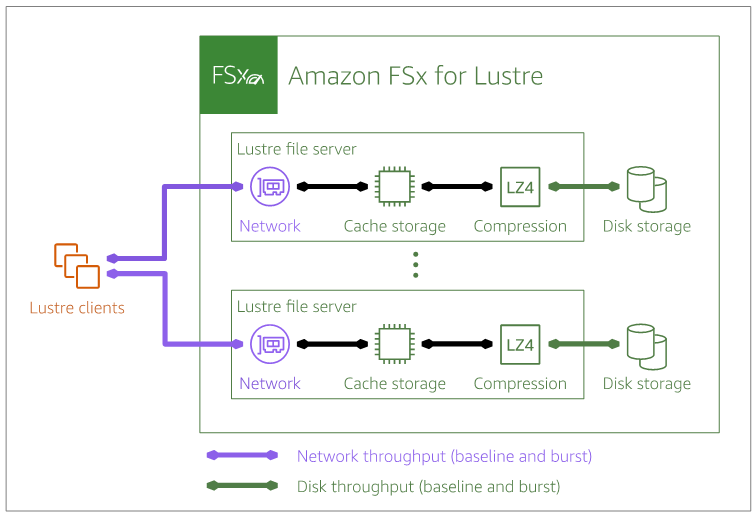 FSx
Amazon FSx for Lustre
Lustre file server
LZ4
Network
Cache storage
Compression
Disk storage
Lustre clients
Lustre file server
LZ4
Network
Cache storage
Compression
Disk storage
Network throughput (baseline and burst)
Disk throughput (baseline and burst)